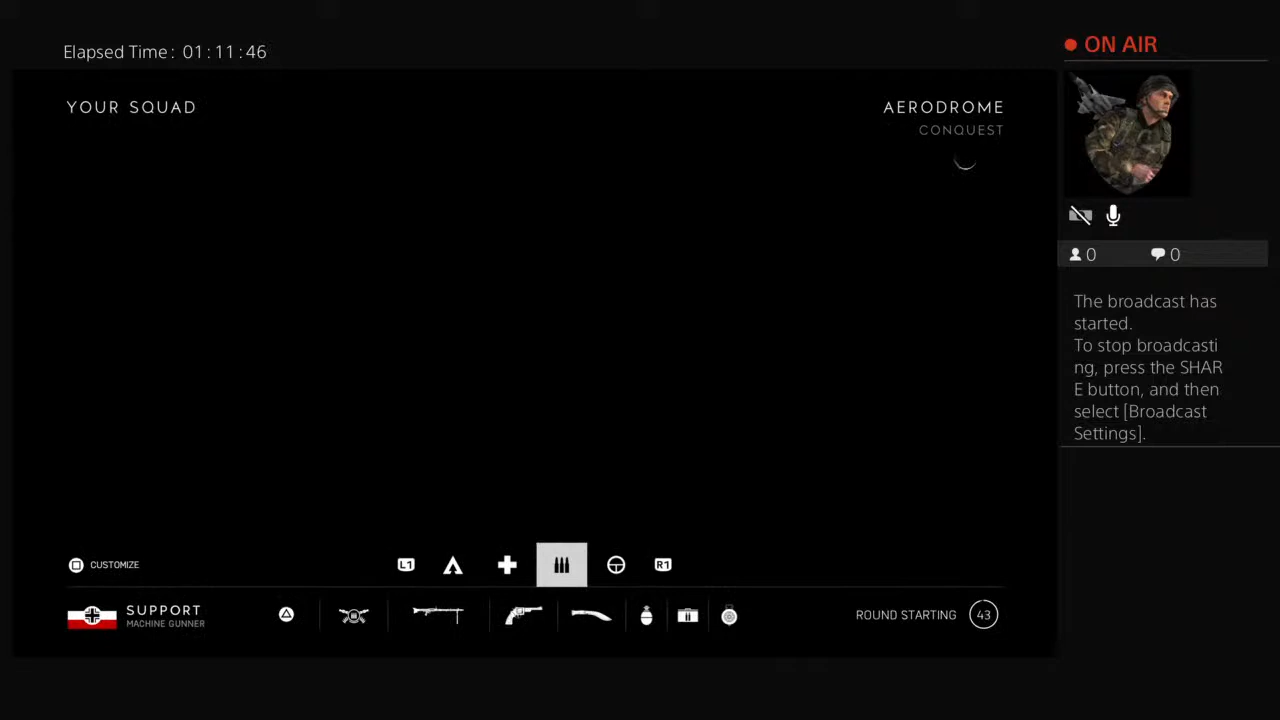 Elapsed Time: 01:11:46
ON AIR
YOUR SQUAD
AERODROME
CONQUEST
0 0
The broadcast has
started.
To stop broadcasti
ng, press the SHAR
E button, and then
select [Broadcast
Settings].
CUSTOMIZE
L1
R1
SUPPORT
MACHINE GUNNER
ROUND STARTING 43